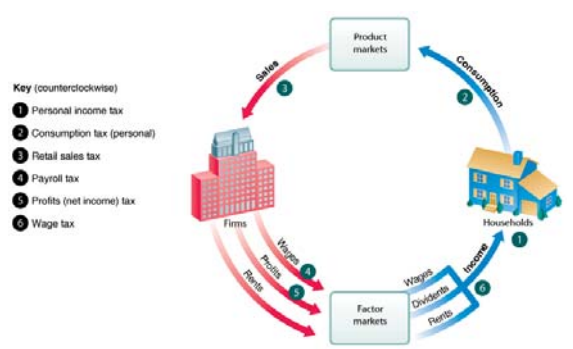 Product
markets
Key (counterclockwise)
1 Personal income tax
2 Consumption tax (personal)
3 Retail sales tax
4 Payroll tax
5 Profits (net income) tax
6 Wage tax
Sales
3
Consumption
2
Firms
Households
1
Wages
4
Profits
5
Rents
Factor
markets
Wages
Dividents
Rents
Income
6